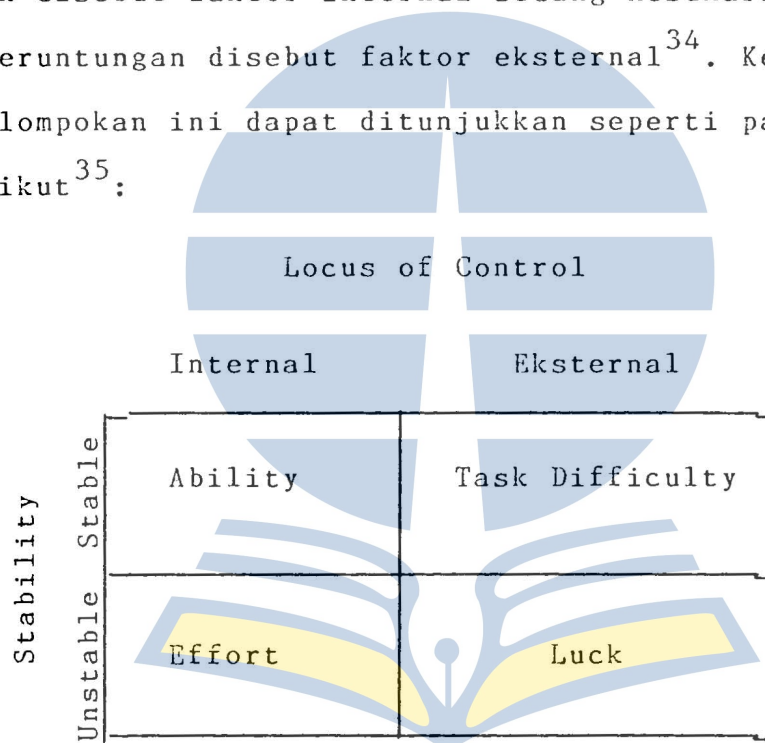 eruntungan disebut faktor eksternal34. Ke
lompokan ini dapat ditunjukkan seperti pa
ikut35:
Locus of Control
Internal Eksternal
Stability
Stable
Ability Task Difficulty
Unstable
Effort Luck